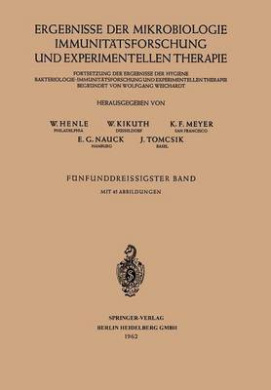 ERGEBNISSE DER MIKROBIOLOGIE
IMMUNITÄTSFORSCHUNG
UND EXPERIMENTELLEN THERAPIE
FORTSETZUNG DER ERGEBNISSE DER HYGIENE
BAKTERIOLOGIE · IMMUNITÄTSFORSCHUNG UND EXPERIMENTELLEN THERAPIE
BEGRÜNDET VON WOLFGANG WEICHARDT
HERAUSGEGEBEN VON
W. HENLE W. KIKUTH K. F. MEYER
PHILADELPHIA DÜSSELDORF SAN FRANCISCO
E. G. NAUCK J. TOMCSIK
HAMBURG BASEL
FÜNFUNDDREISSIGSTER BAND
MIT 41 ABBILDUNGEN
SPRINGER-VERLAG
BERLIN HEIDELBERG GMBH
1962